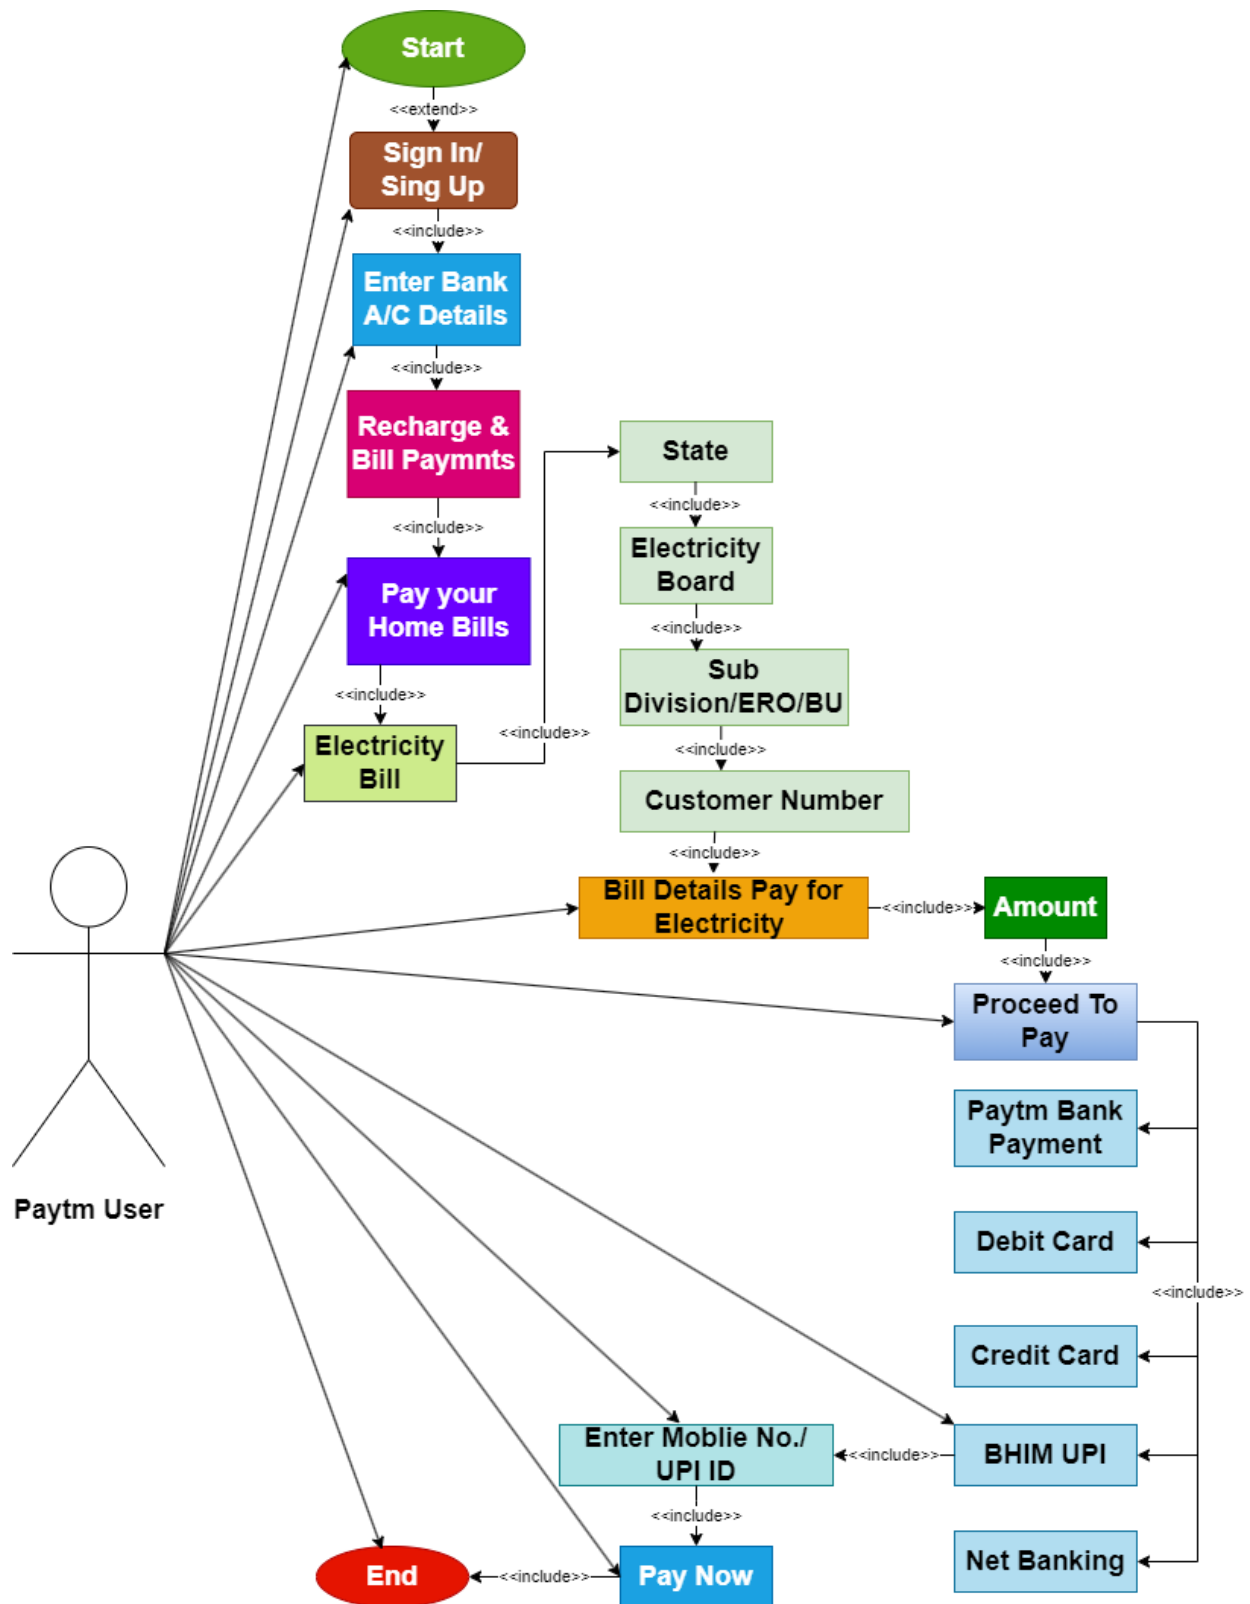 Start
<<extend>>
Sign In/
Sing Up
<<include>>
Enter Bank
A/C Details
<<include>>
Recharge &
Bill Paymnts
<<include>>
Pay your
Home Bills
<<include>>
Electricity
Bill
<<include>>
State
<<include>>
Electricity
Board
<<include>>
Sub
Division/ERO/BU
<<include>>
Customer Number
<<include>>
Bill Details Pay for
Electricity
<<include>>
Amount
<<include>>
Proceed To
Pay
Paytm Bank
Payment
Debit Card
<<include>>
Credit Card
BHIM UPI
Net Banking
<<include>>
Enter Moblie No./
UPI ID
<<include>>
Pay Now
<<include>>
End
Paytm User